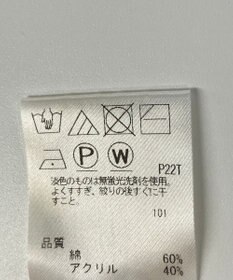 P W P22T
淡色のものは無蛍光洗剤を使用。
よくすすぎ、絞りの後すぐに干
すこと。
101
品質
綿 60%
アクリル 40%